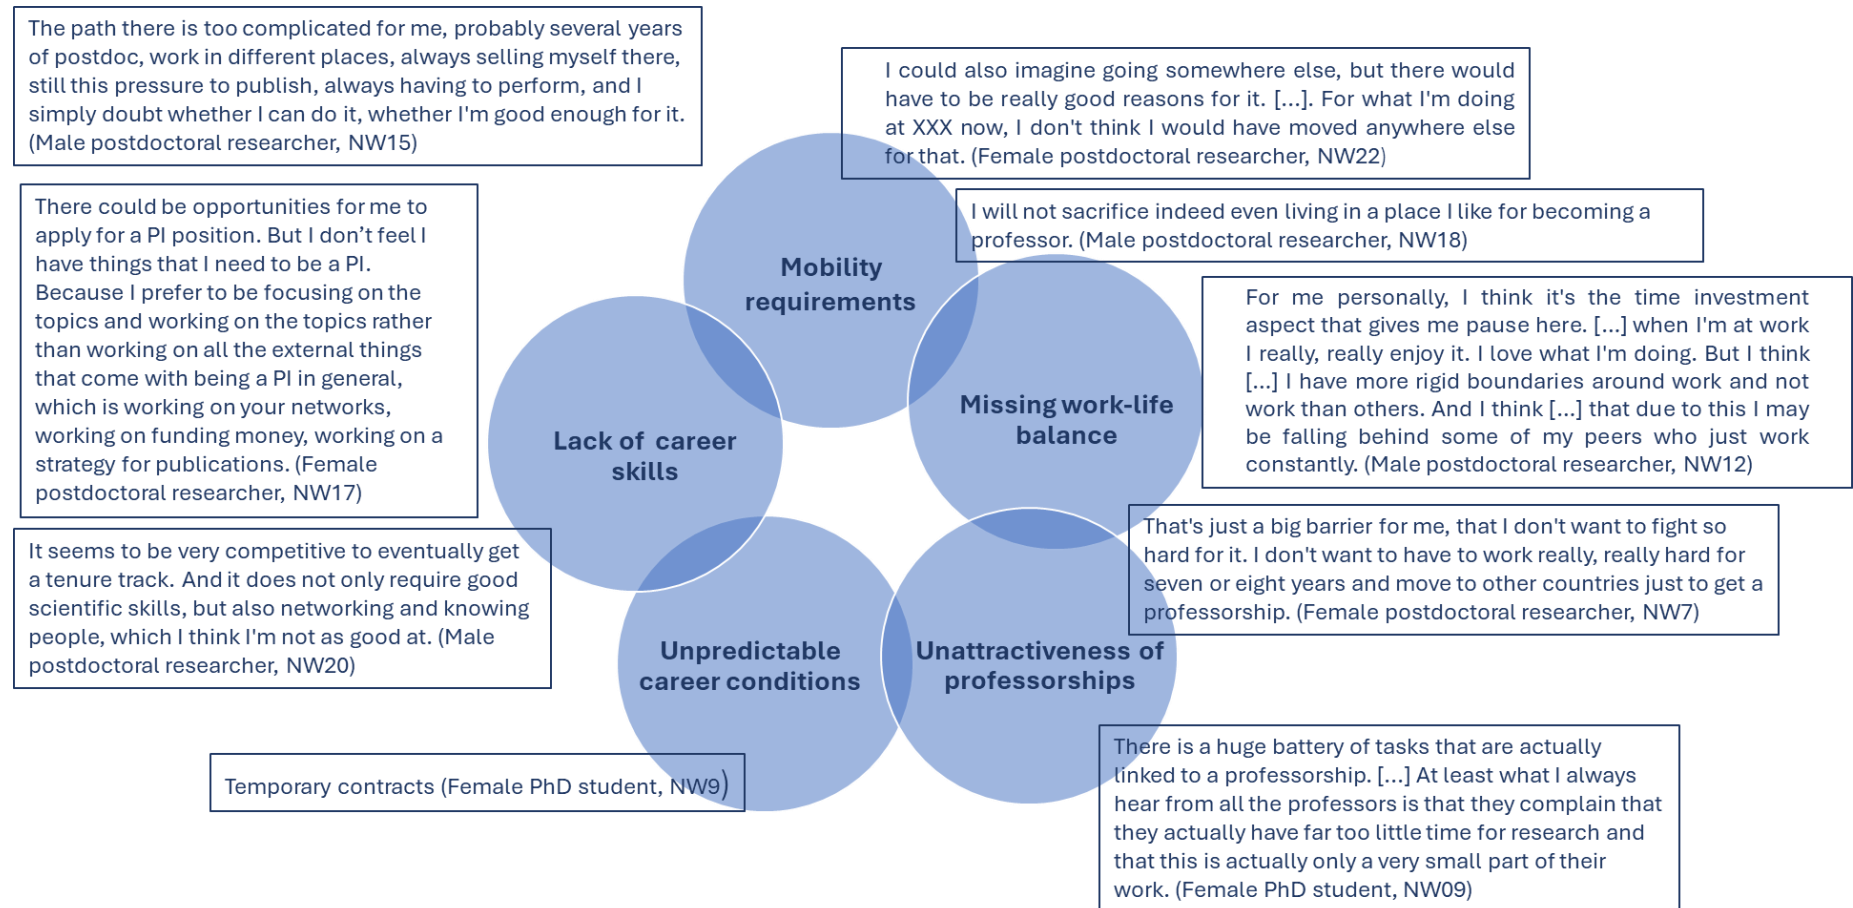 The path there is too complicated for me, probably several years
of postdoc, work in different places, always selling myself there,
still this pressure to publish, always having to perform, and I
simply doubt whether I can do it, whether I'm good enough for it.
(Male postdoctoral researcher, NW15)
I could also imagine going somewhere else, but there would
have to be really good reasons for it. [...]. For what I'm doing
at XXX now, I don't think I would have moved anywhere else
for that. (Female postdoctoral researcher, NW22)
I will not sacrifice indeed even living in a place I like for becoming a
professor. (Male postdoctoral researcher, NW18)
There could be opportunities for me to
apply for a PI position. But I don’t feel I
have things that I need to be a PI.
Because I prefer to be focusing on the
topics and working on the topics rather
than working on all the external things
that come with being a PI in general,
which is working on your networks,
working on funding money, working on a
strategy for publications. (Female
postdoctoral researcher, NW17)
Mobility
requirements
For me personally, I think it's the time investment
aspect that gives me pause here. [...] when I'm at work
I really, really enjoy it. I love what I'm doing. But I think
[...] I have more rigid boundaries around work and not
work than others. And I think [...] that due to this I may
be falling behind some of my peers who just work
constantly. (Male postdoctoral researcher, NW12)
Missing work-life
balance
Lack of career
skills
That's just a big barrier for me, that I don't want to fight so
hard for it. I don't want to have to work really, really hard for
seven or eight years and move to other countries just to get a
professorship. (Female postdoctoral researcher, NW7)
It seems to be very competitive to eventually get
a tenure track. And it does not only require good
scientific skills, but also networking and knowing
people, which I think I'm not as good at. (Male
postdoctoral researcher, NW20)
Unpredictable
career conditions
Unattractiveness of
professorships
Temporary contracts (Female PhD student, NW9)
There is a huge battery of tasks that are actually
linked to a professorship. [...] At least what I always
hear from all the professors is that they complain that
they actually have far too little time for research and
that this is actually only a very small part of their
work. (Female PhD student, NW09)